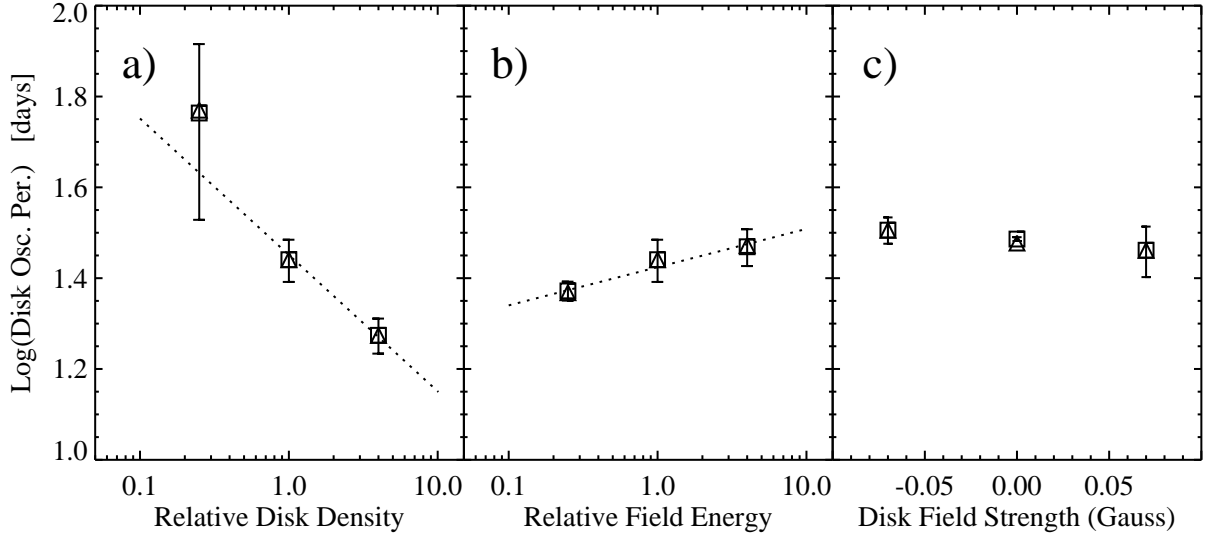 a)
b)
c)
Log(Disk Osc. Per.) [days]
2.0
1.8
1.6
1.4
1.2
1.0
0.1 1.0 10.0
0.1 1.0 10.0
-0.05 0.00 0.05
Relative Disk Density
Relative Field Energy
Disk Field Strength (Gauss)